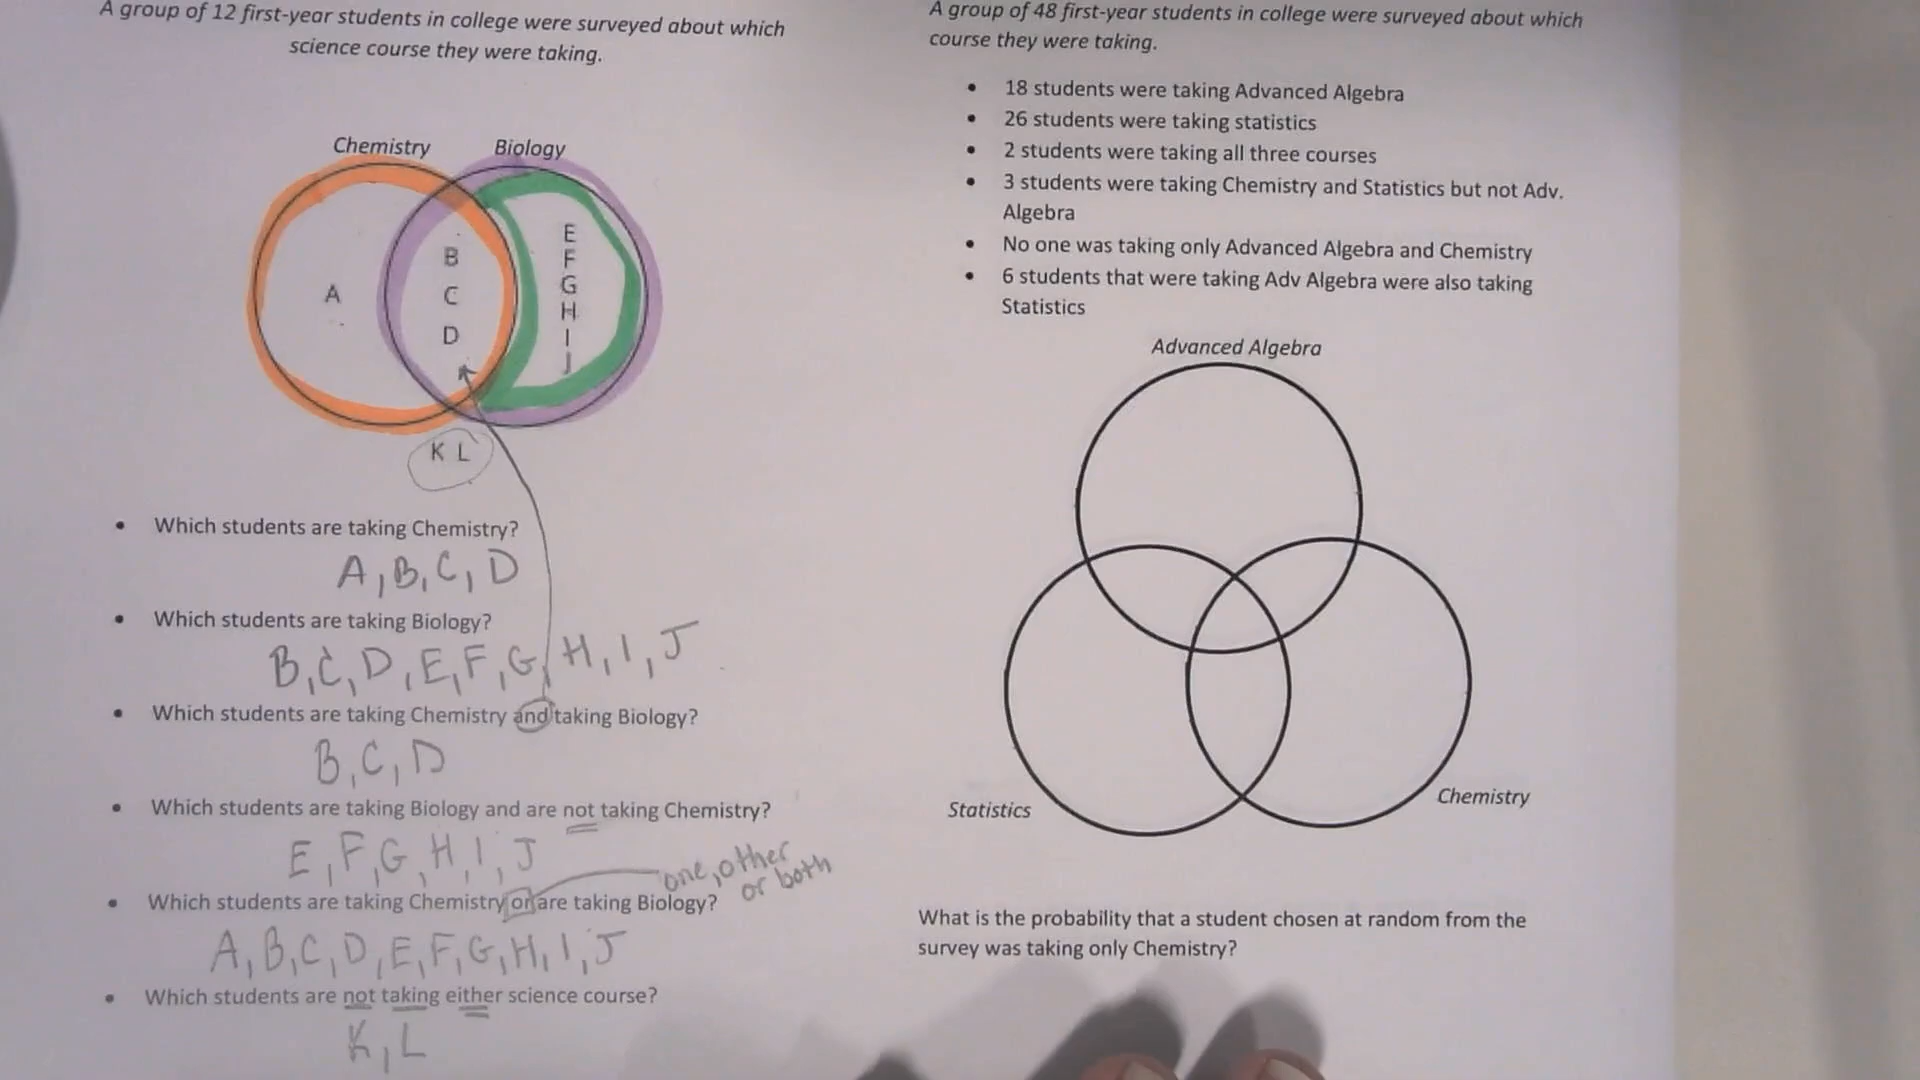 A group of 12 first-year students in college were surveyed about which
science course they were taking.
Chemistry
Biology
A
B
C
D
E
F
G
H
I
J
K L
• Which students are taking Chemistry?
A, B, C, D
• Which students are taking Biology?
B, C, D, E, F, G, H, I, J
• Which students are taking Chemistry and taking Biology?
B, C, D
• Which students are taking Biology and are not taking Chemistry?
E, F, G, H, I, J
one, other
or both
• Which students are taking Chemistry or are taking Biology?
A, B, C, D, E, F, G, H, I, J
• Which students are not taking either science course?
K, L
A group of 48 first-year students in college were surveyed about which
course they were taking.
• 18 students were taking Advanced Algebra
• 26 students were taking statistics
• 2 students were taking all three courses
• 3 students were taking Chemistry and Statistics but not Adv.
Algebra
• No one was taking only Advanced Algebra and Chemistry
• 6 students that were taking Adv Algebra were also taking
Statistics
Advanced Algebra
Statistics
Chemistry
What is the probability that a student chosen at random from the
survey was taking only Chemistry?